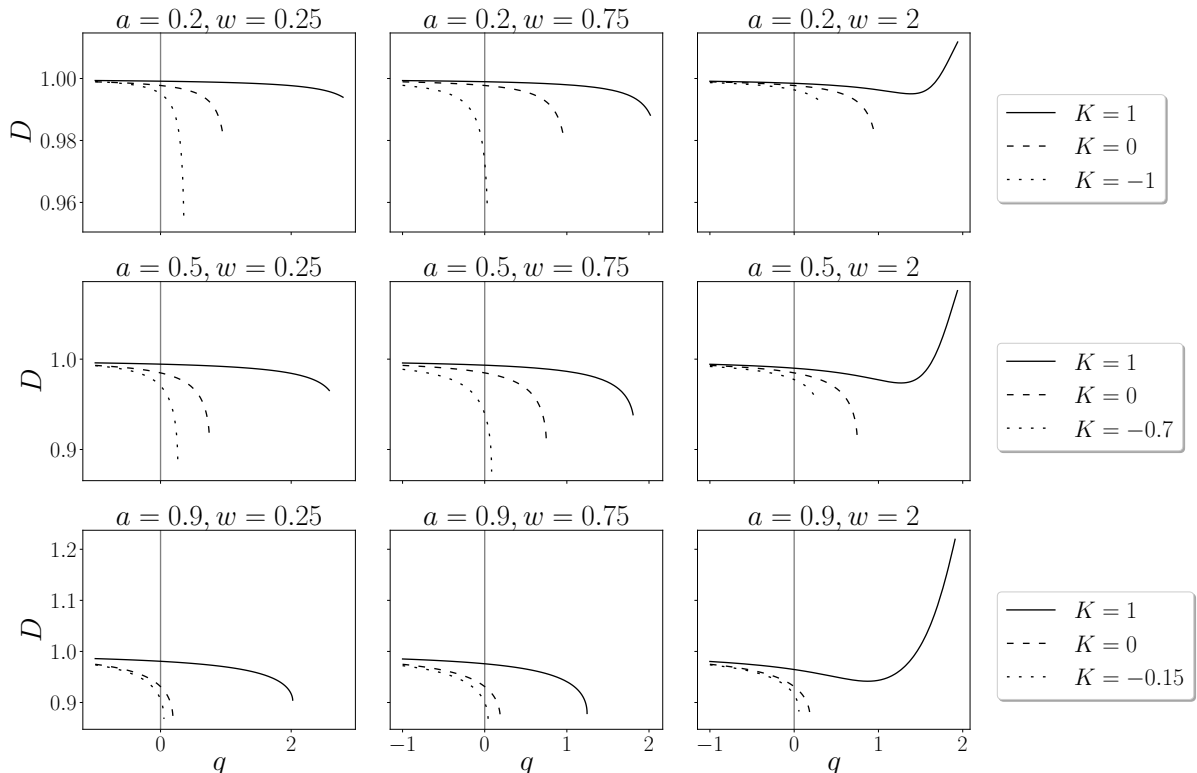 a = 0.2, w = 0.25
a = 0.2, w = 0.75
a = 0.2, w = 2
1.00
0.98
0.96
D
K = 1
K = 0
K = −1
a = 0.5, w = 0.25
a = 0.5, w = 0.75
a = 0.5, w = 2
1.0
0.9
D
K = 1
K = 0
K = −0.7
a = 0.9, w = 0.25
a = 0.9, w = 0.75
a = 0.9, w = 2
1.2
1.1
1.0
0.9
D
K = 1
K = 0
K = −0.15
0 2
−1 0 1 2
−1 0 1 2
q
q
q